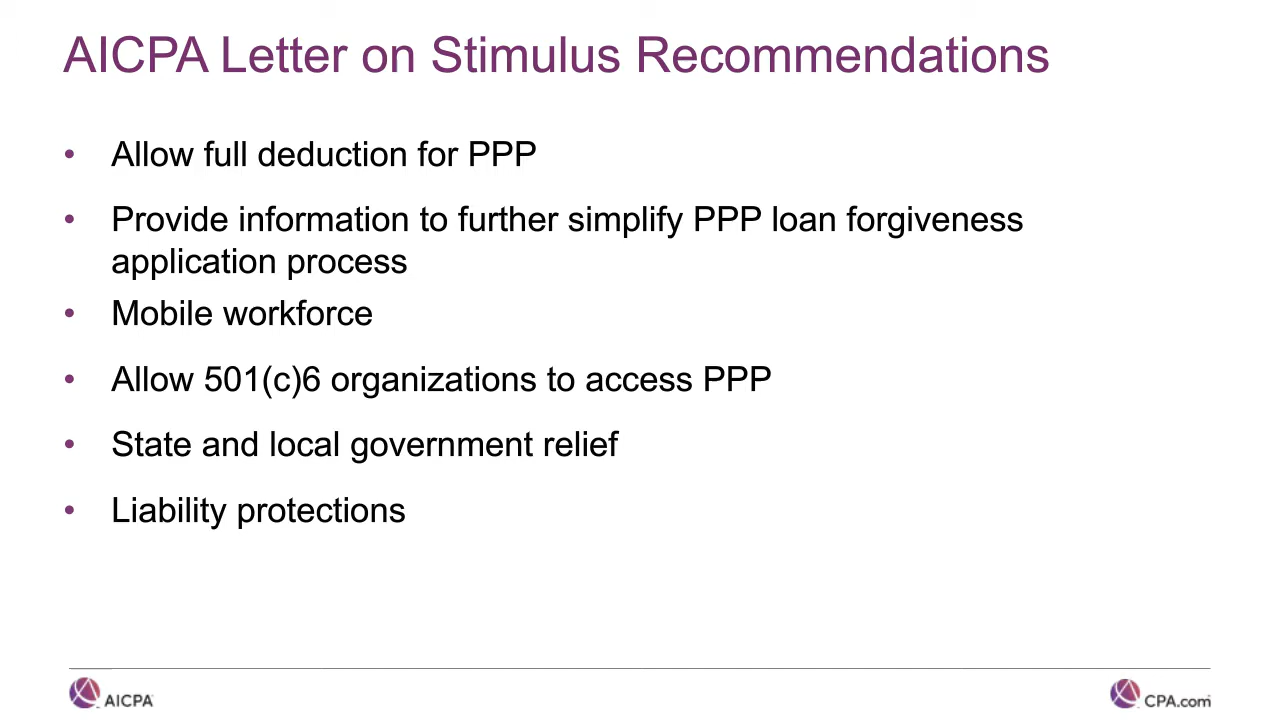 AICPA Letter on Stimulus Recommendations
• Allow full deduction for PPP
• Provide information to further simplify PPP loan forgiveness
application process
• Mobile workforce
• Allow 501(c)6 organizations to access PPP
• State and local government relief
• Liability protections
AICPA
CPA.com